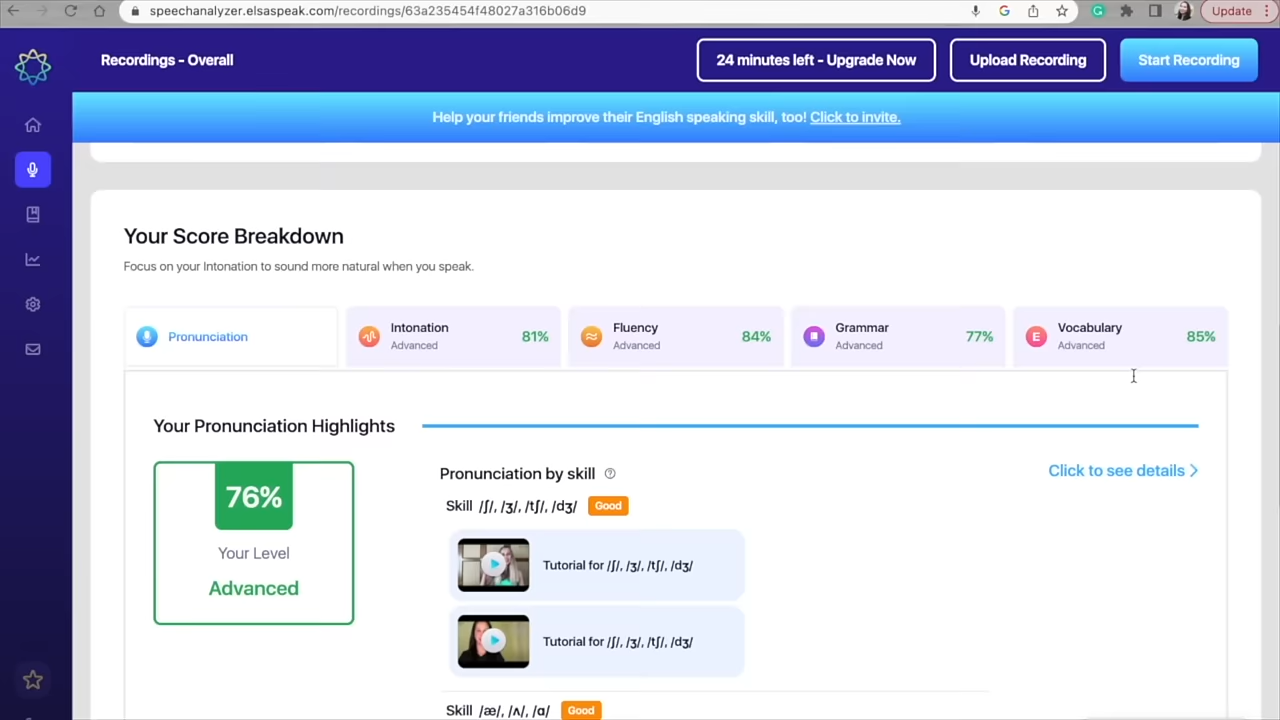 speechanalyzer.elsaspeak.com/recordings/63a235454f48027a316b06d9
Update
Recordings - Overall
24 minutes left - Upgrade Now
Upload Recording
Start Recording
Help your friends improve their English speaking skill, too! Click to invite.
Your Score Breakdown
Focus on your Intonation to sound more natural when you speak.
Pronunciation
Intonation
Advanced
81%
Fluency
Advanced
84%
Grammar
Advanced
77%
E
Vocabulary
Advanced
85%
Your Pronunciation Highlights
76%
Your Level
Advanced
Pronunciation by skill
Click to see details
Skill /ʃ/, /ʒ/, /tʃ/, /dʒ/ Good
Tutorial for /ʃ/, /ʒ/, /tʃ/, /dʒ/
Tutorial for /ʃ/, /ʒ/, /tʃ/, /dʒ/
Skill /æ/, /ʌ/, /ɑ/ Good